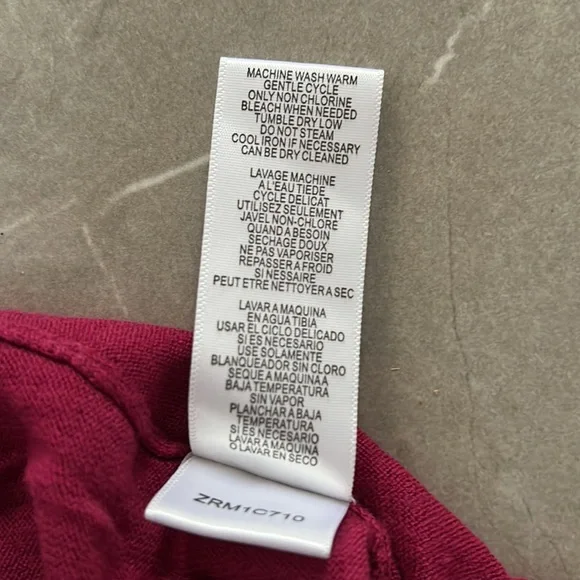 MACHINE WASH WARM
GENTLE CYCLE
ONLY NON CHLORINE
BLEACH WHEN NEEDED
TUMBLE DRY LOW
DO NOT STEAM
COOL IRON IF NECESSARY
CAN BE DRY CLEANED
LAVAGE MACHINE
A L'EAU TIEDE
CYCLE DELICAT
UTILISEZ SEULEMENT
JAVEL NON-CHLORE
QUAND A BESOIN
SECHAGE DOUX
NE PAS VAPORISER
REPASSER A FROID
SI NESSAIRE
PEUT ETRE NETTOYER A SEC
LAVAR A MAQUINA
EN AGUA TIBIA
USAR EL CICLO DELICADO
SI ES NECESARIO
USE SOLAMENTE
BLANQUEADOR SIN CLORO
SEQUE A MAQUINA A
BAJA TEMPERATURA
SIN VAPOR
PLANCHAR A BAJA
TEMPERATURA
SI ES NECESARIO
LAVAR A MAQUINA
O LAVAR EN SECO
ZRM1C710